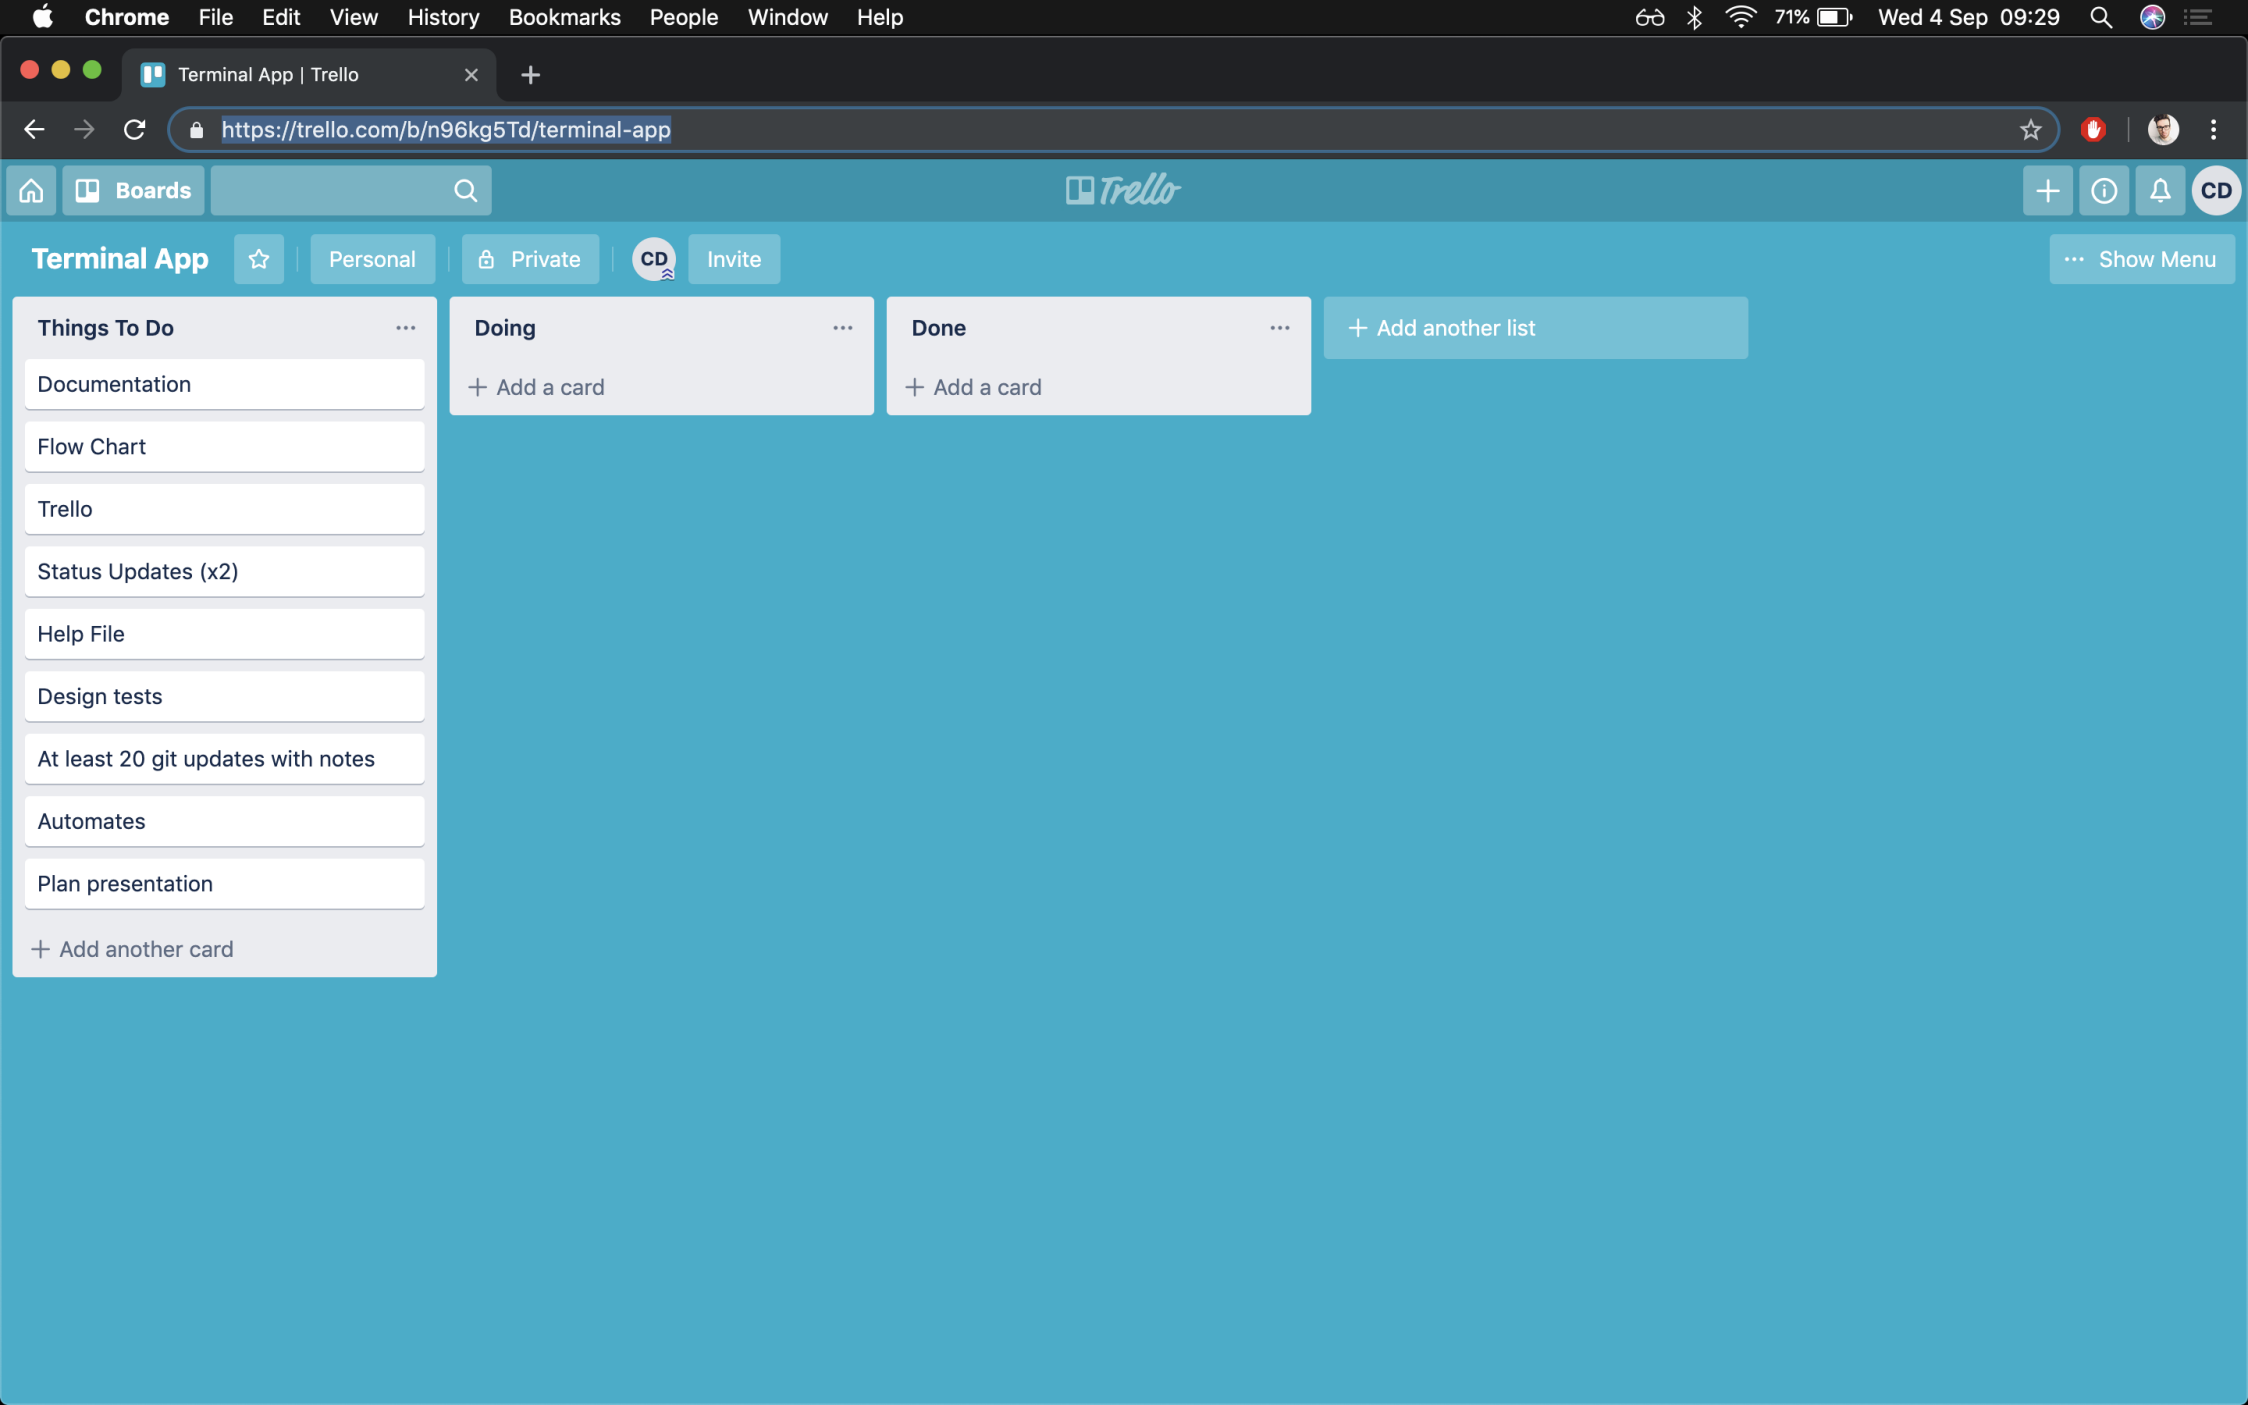 Chrome File Edit View History Bookmarks People Window Help 71% Wed 4 Sep 09:29
Terminal App | Trello
https://trello.com/b/n96kg5Td/terminal-app
Boards Trello CD
Terminal App Personal Private CD Invite ... Show Menu
Things To Do
Documentation
Flow Chart
Trello
Status Updates (x2)
Help File
Design tests
At least 20 git updates with notes
Automates
Plan presentation
+ Add another card
Doing
+ Add a card
Done
+ Add a card
+ Add another list